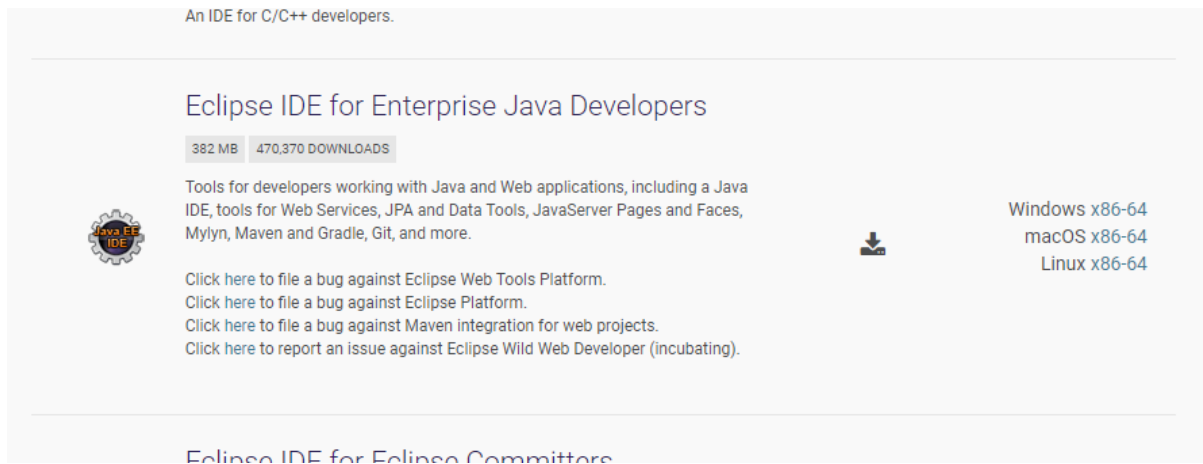 An IDE for C/C++ developers.
Eclipse IDE for Enterprise Java Developers
382 MB 470,370 DOWNLOADS
Tools for developers working with Java and Web applications, including a Java
IDE, tools for Web Services, JPA and Data Tools, JavaServer Pages and Faces,
Mylyn, Maven and Gradle, Git, and more.
Java EE
IDE
Click here to file a bug against Eclipse Web Tools Platform.
Click here to file a bug against Eclipse Platform.
Click here to file a bug against Maven integration for web projects.
Click here to report an issue against Eclipse Wild Web Developer (incubating).
Windows x86-64
macOS x86-64
Linux x86-64
Eclipse IDE for Eclipse Committers